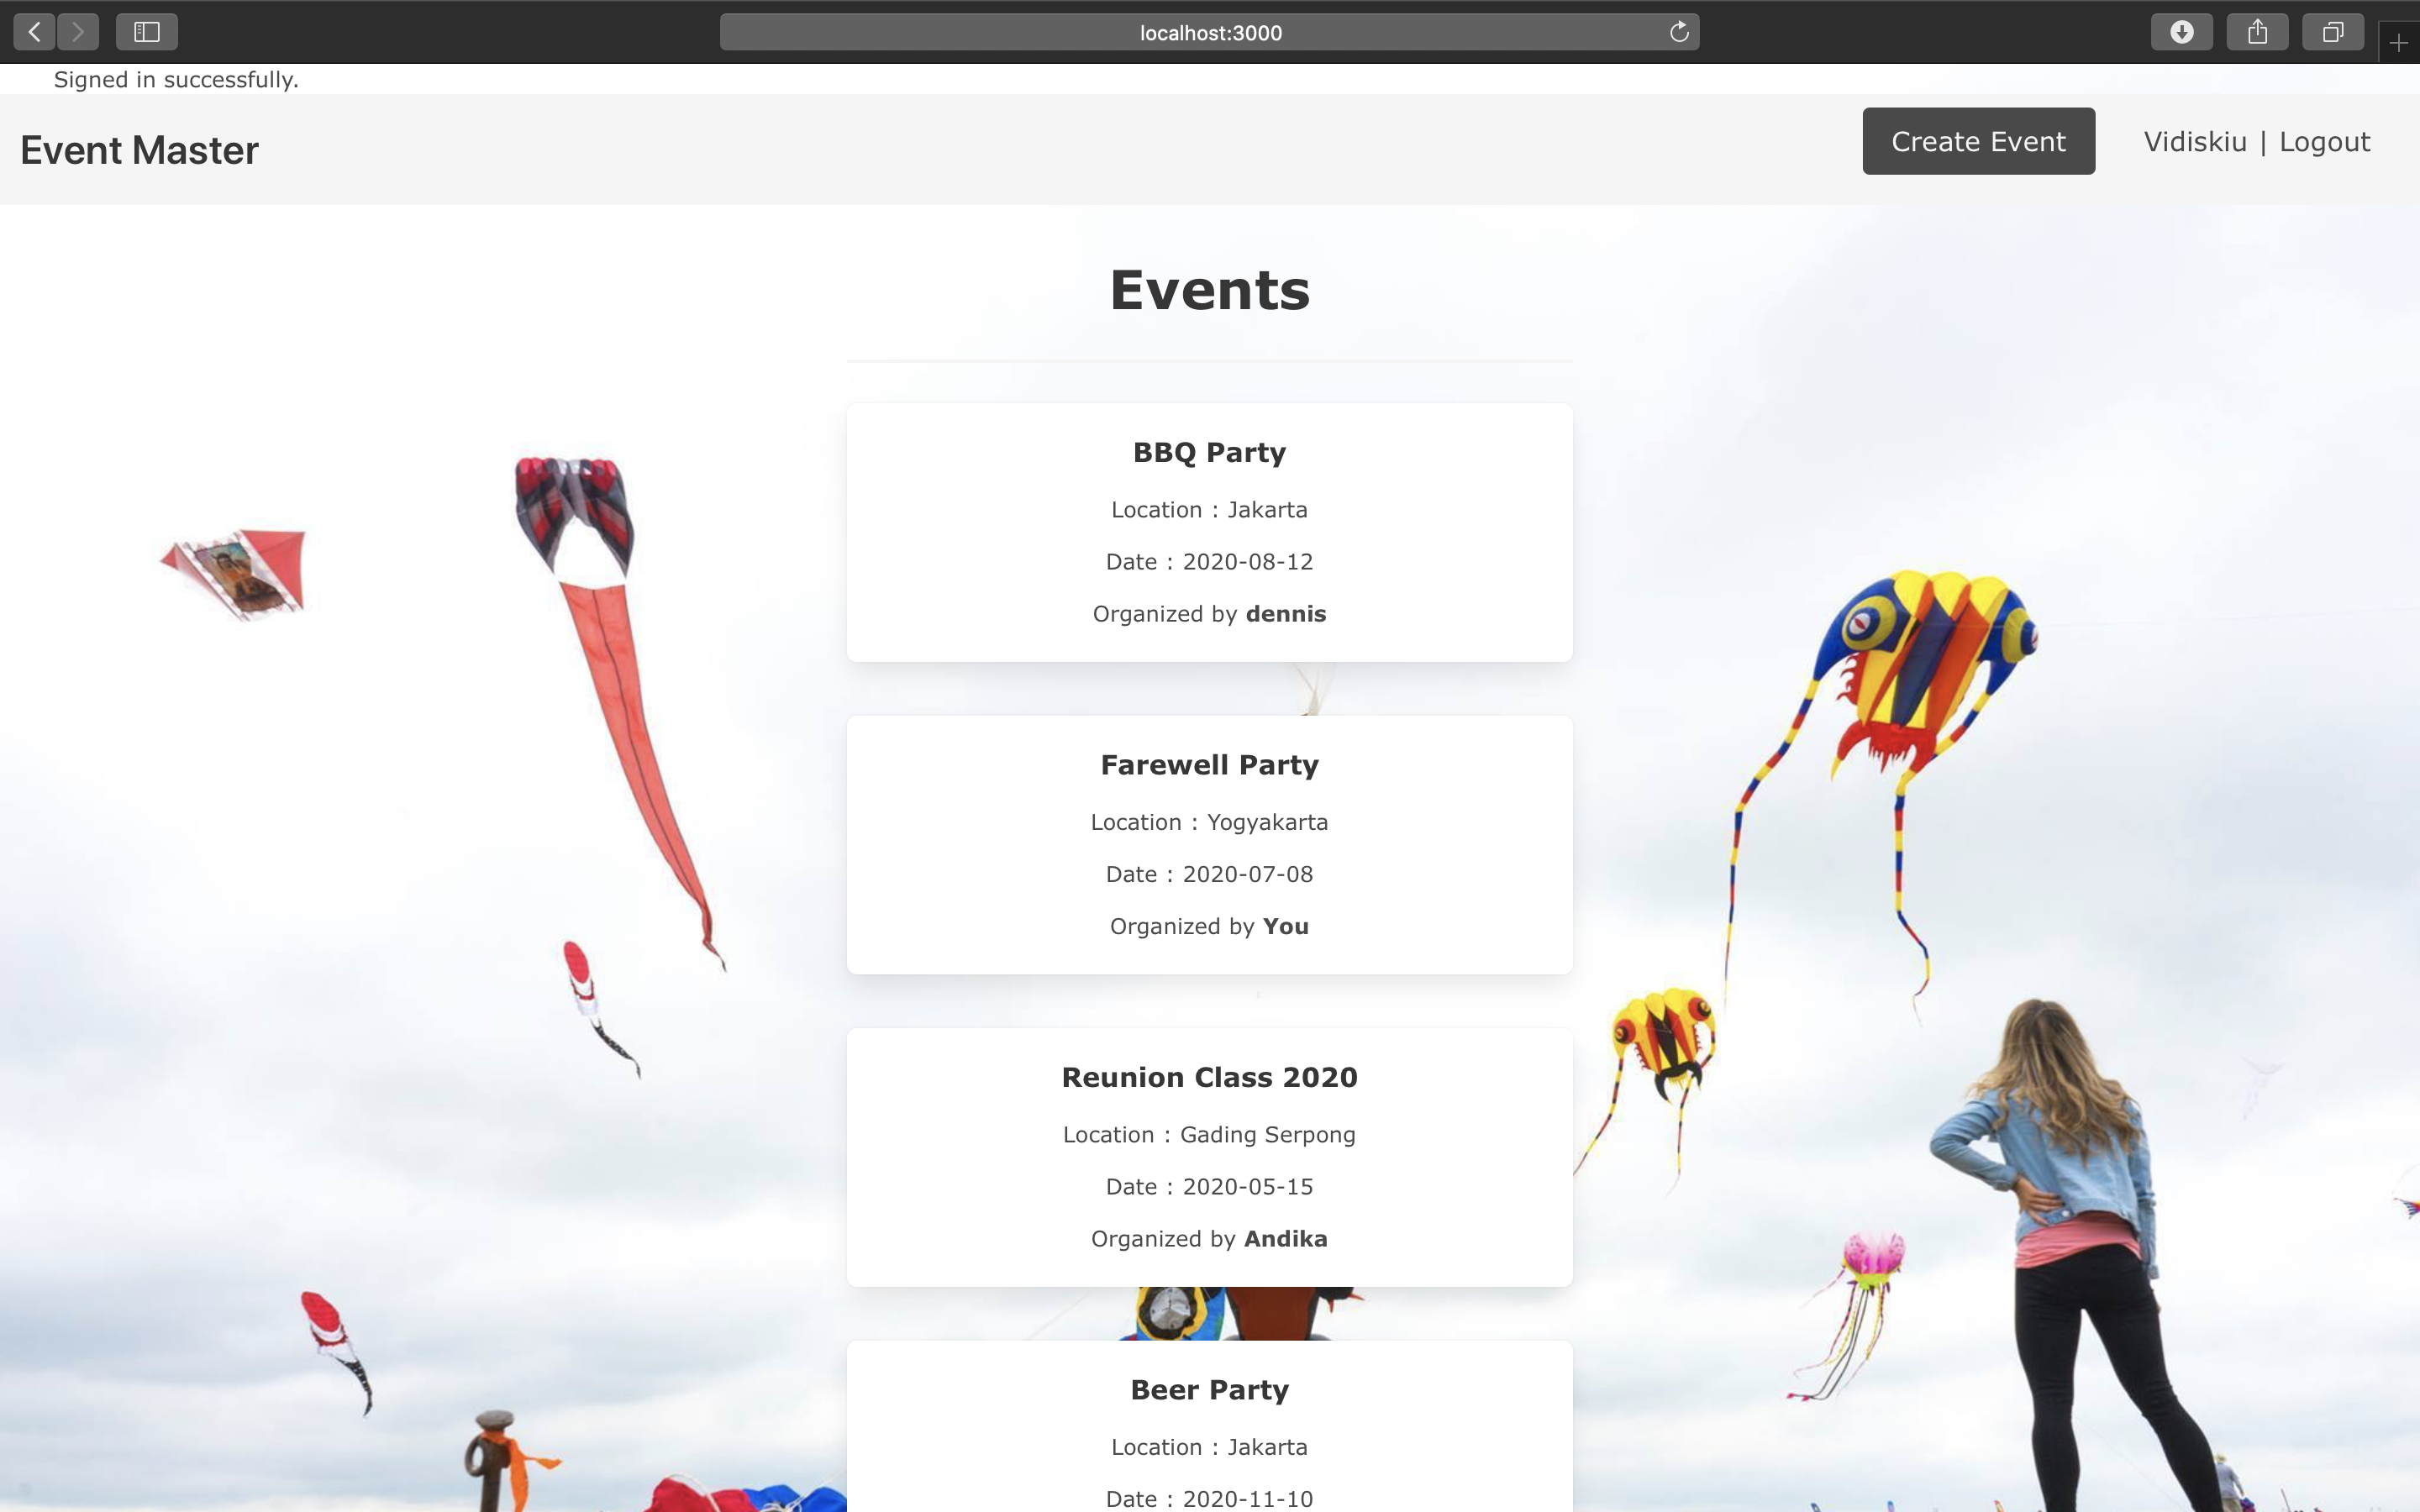 localhost:3000
Signed in successfully.
Event Master
Create Event
Vidiskiu | Logout
Events
BBQ Party
Location : Jakarta
Date : 2020-08-12
Organized by dennis
Farewell Party
Location : Yogyakarta
Date : 2020-07-08
Organized by You
Reunion Class 2020
Location : Gading Serpong
Date : 2020-05-15
Organized by Andika
Beer Party
Location : Jakarta
Date : 2020-11-10